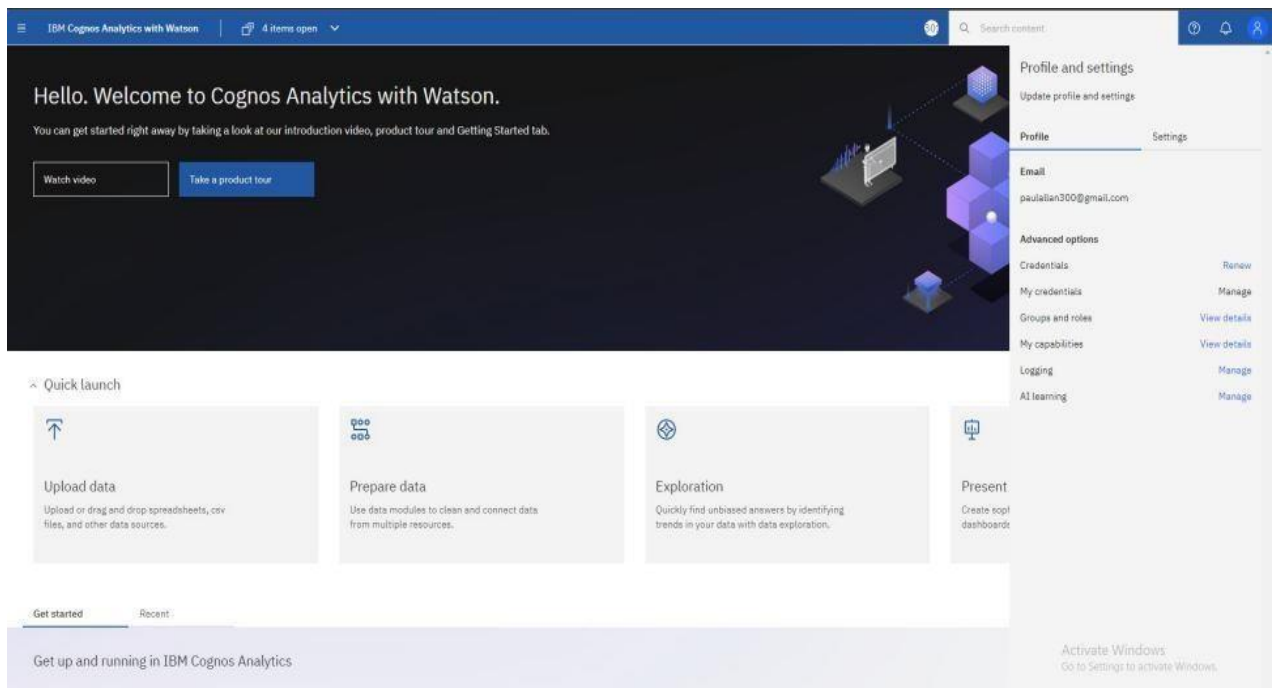 IBM Cognos Analytics with Watson
4 items open
Search content
Hello. Welcome to Cognos Analytics with Watson.
You can get started right away by taking a look at our introduction video, product tour and Getting Started tab.
Watch video
Take a product tour
Profile and settings
Update profile and settings
Profile
Settings
Email
paulallan300@gmail.com
Advanced options
Credentials Renew
My credentials Manage
Groups and roles View details
My capabilities View details
Logging Manage
AI learning Manage
Quick launch
Upload data
Upload or drag and drop spreadsheets, csv
files, and other data sources.
Prepare data
Use data modules to clean and connect data
from multiple resources.
Exploration
Quickly find unbiased answers by identifying
trends in your data with data exploration.
Present
Create soph
dashboards
Get started
Recent
Get up and running in IBM Cognos Analytics
Activate Windows
Go to Settings to activate Windows.